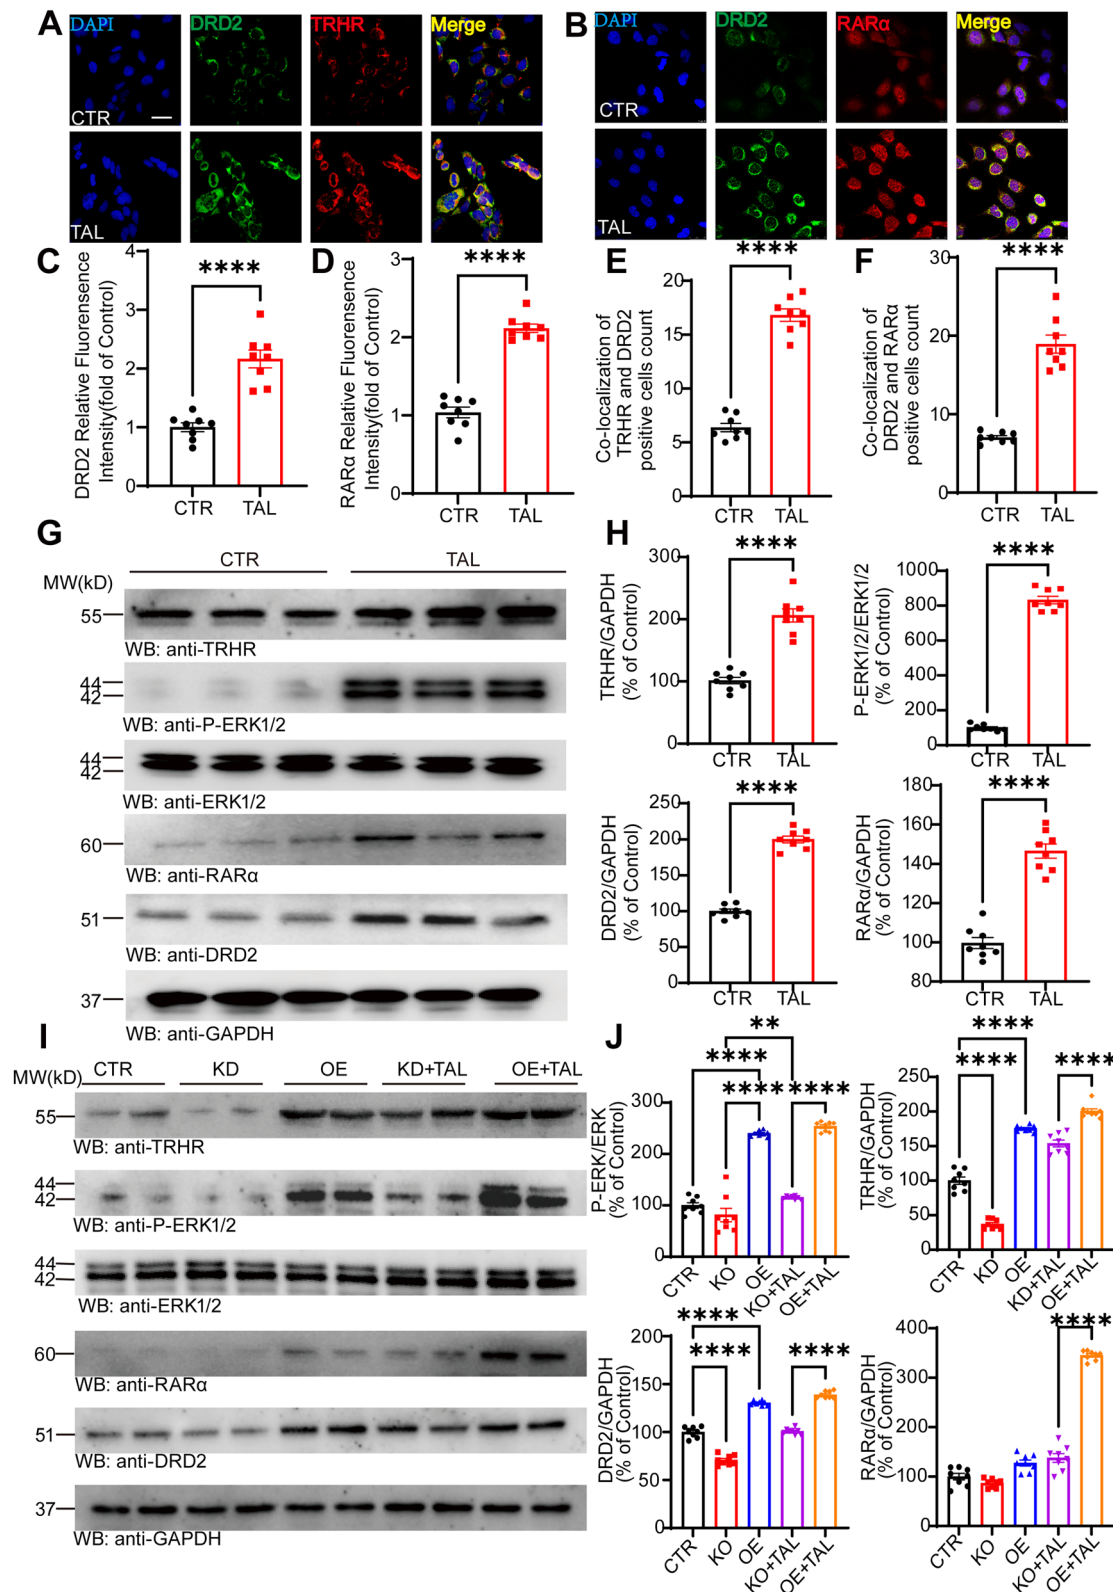 A
DAPI
DRD2
TRHR
Merge
CTR
TAL
B
DAPI
DRD2
RARα
Merge
CTR
TAL
C
DRD2 Relative Fluoresence
Intensity(fold of Control)
4
3
2
1
0
****
CTR
TAL
D
RARα Relative Fluoresence
Intensity(fold of Control)
3
2
1
0
****
CTR
TAL
E
Co-localization of
TRHR and DRD2
positive cells count
20
15
10
5
0
****
CTR
TAL
F
Co-localization of
DRD2 and RARα
positive cells count
30
20
10
0
****
CTR
TAL
G
CTR
TAL
MW(kD)
55
WB: anti-TRHR
44
42
WB: anti-P-ERK1/2
44
42
WB: anti-ERK1/2
60
WB: anti-RARα
51
WB: anti-DRD2
37
WB: anti-GAPDH
H
TRHR/GAPDH
(% of Control)
300
200
100
0
****
CTR
TAL
P-ERK1/2/ERK1/2
(% of Control)
1000
800
600
400
200
0
****
CTR
TAL
DRD2/GAPDH
(% of Control)
250
200
150
100
50
0
****
CTR
TAL
RARα/GAPDH
(% of Control)
160
140
120
100
80
****
CTR
TAL
I
CTR
KD
OE
KD+TAL
OE+TAL
MW(kD)
55
WB: anti-TRHR
44
42
WB: anti-P-ERK1/2
44
42
WB: anti-ERK1/2
60
WB: anti-RARα
51
WB: anti-DRD2
37
WB: anti-GAPDH
J
P-ERK/ERK
(% of Control)
300
200
100
0
**
****
****
****
CTR
KO
OE
KO+TAL
OE+TAL
TRHR/GAPDH
(% of Control)
250
200
150
100
50
0
****
****
****
CTR
KD
OE
KD+TAL
OE+TAL
DRD2/GAPDH
(% of Control)
200
150
100
50
0
****
****
****
CTR
KO
OE
KO+TAL
OE+TAL
RARα/GAPDH
(% of Control)
400
300
200
100
0
****
CTR
KO
OE
KO+TAL
OE+TAL